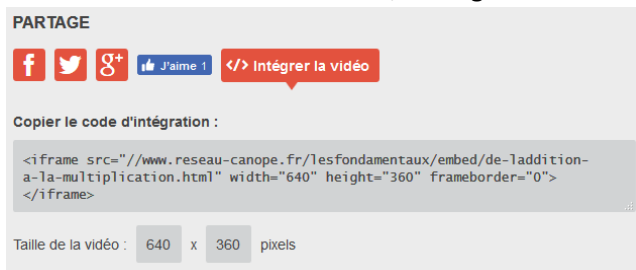 PARTAGE
f g+ J'aime 1 </> Intégrer la vidéo
Copier le code d'intégration :
<iframe src="//www.reseau-canope.fr/lesfondamentaux/embed/de-laddition-
a-la-multiplication.html" width="640" height="360" frameborder="0">
</iframe>
Taille de la vidéo : 640 x 360 pixels